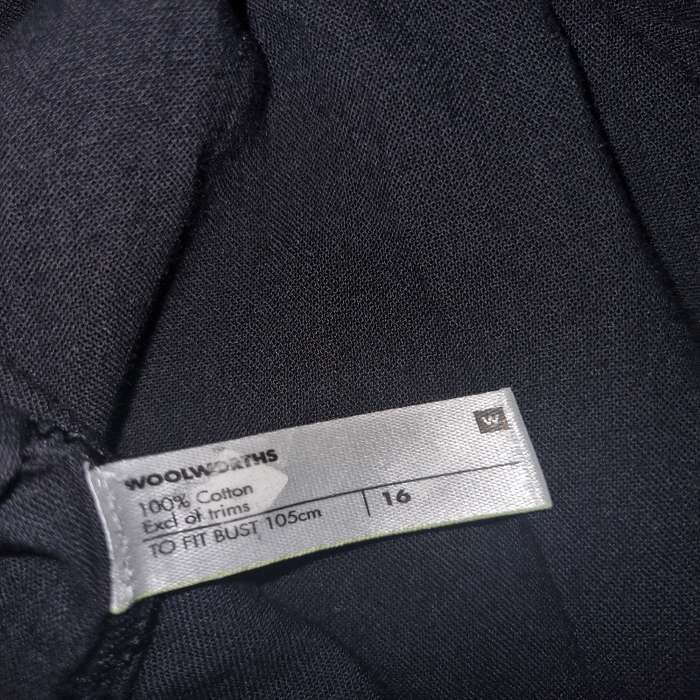 W
WOOLWORTHS
100% Cotton
Excl of trims
TO FIT BUST 105cm
16